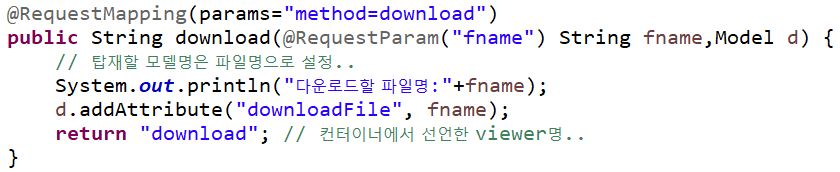 @RequestMapping(params="method=download")
public String download(@RequestParam("fname") String fname,Model d) {
// 탑재할 모델명은 파일명으로 설정..
System.out.println("다운로드할 파일명:"+fname);
d.addAttribute("downloadFile", fname);
return "download"; // 컨터이너에서 선언한 viewer명..
}